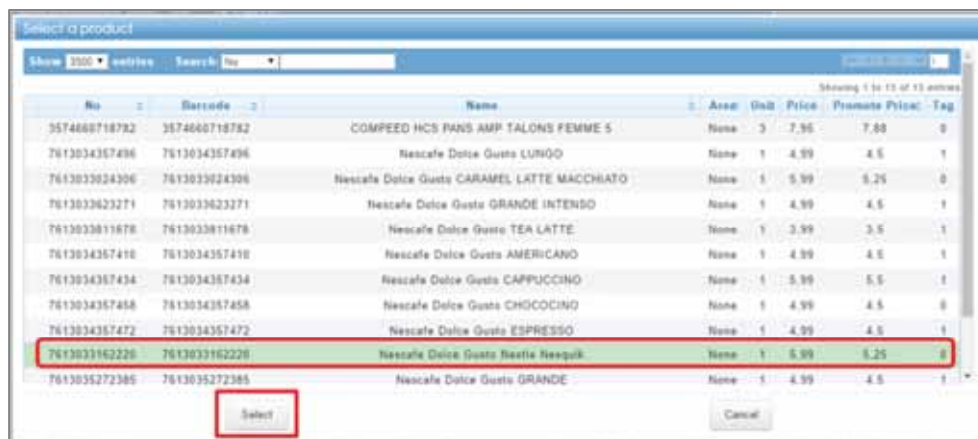 Select a product
Show 3500 entries Search: No
Showing 1 to 15 of 15 entries
No Barcode Name Area Unit Price Promote Price Tag
3574660718782 3574660718782 COMPEED HCS PANS AMP TALONS FEMME 5 None 3 7.95 7.88 0
7613034357496 7613034357496 Nescafe Dolce Gusto LUNGO None 1 4.99 4.5 1
7613033024306 7613033024306 Nescafe Dolce Gusto CARAMEL LATTE MACCHIATO None 1 5.99 5.25 0
7613033623271 7613033623271 Nescafe Dolce Gusto GRANDE INTENSO None 1 4.99 4.5 1
7613033811678 7613033811678 Nescafe Dolce Gusto TEA LATTE None 1 3.99 3.5 1
7613034357410 7613034357410 Nescafe Dolce Gusto AMERICANO None 1 4.99 4.5 1
7613034357434 7613034357434 Nescafe Dolce Gusto CAPPUCCINO None 1 5.99 5.5 1
7613034357458 7613034357458 Nescafe Dolce Gusto CHOCOCINO None 1 4.99 4.5 0
7613034357472 7613034357472 Nescafe Dolce Gusto ESPRESSO None 1 4.99 4.5 1
7613033162220 7613033162220 Nescafe Dolce Gusto Nestle Nesquik None 1 5.99 5.25 0
7613035272385 7613035272385 Nescafe Dolce Gusto GRANDE None 1 4.99 4.5 1
Select Cancel